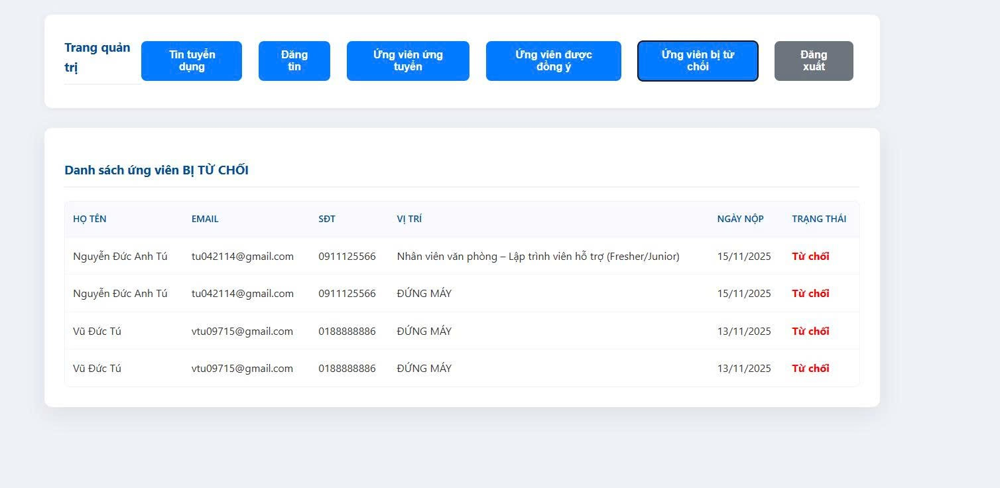 Trang quản
trị
Tin tuyển
dụng
Đăng
tin
Ứng viên ứng
tuyển
Ứng viên được
đồng ý
Ứng viên bị từ
chối
Đăng
xuất
Danh sách ứng viên BỊ TỪ CHỐI
HỌ TÊN EMAIL SĐT VỊ TRÍ NGÀY NỘP TRẠNG THÁI
Nguyễn Đức Anh Tú tu042114@gmail.com 0911125566 Nhân viên văn phòng – Lập trình viên hỗ trợ (Fresher/Junior) 15/11/2025 Từ chối
Nguyễn Đức Anh Tú tu042114@gmail.com 0911125566 ĐỨNG MÁY 15/11/2025 Từ chối
Vũ Đức Tú vtu09715@gmail.com 0188888886 ĐỨNG MÁY 13/11/2025 Từ chối
Vũ Đức Tú vtu09715@gmail.com 0188888886 ĐỨNG MÁY 13/11/2025 Từ chối